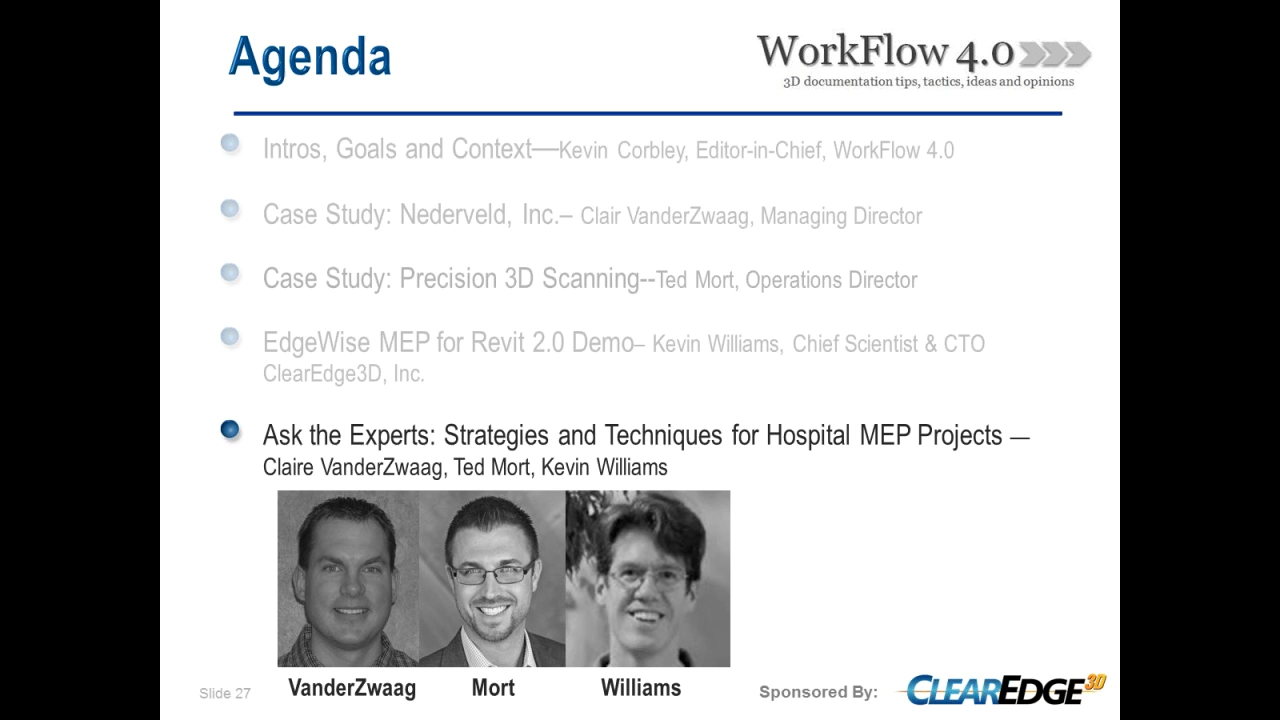 Agenda
WorkFlow 4.0
3D documentation tips, tactics, ideas and opinions
Intros, Goals and Context—Kevin Corbley, Editor-in-Chief, WorkFlow 4.0
Case Study: Nederveld, Inc.– Clair VanderZwaag, Managing Director
Case Study: Precision 3D Scanning--Ted Mort, Operations Director
EdgeWise MEP for Revit 2.0 Demo– Kevin Williams, Chief Scientist & CTO
ClearEdge3D, Inc.
Ask the Experts: Strategies and Techniques for Hospital MEP Projects —
Claire VanderZwaag, Ted Mort, Kevin Williams
VanderZwaag Mort Williams
Slide 27
Sponsored By:
CLEAREDGE3D